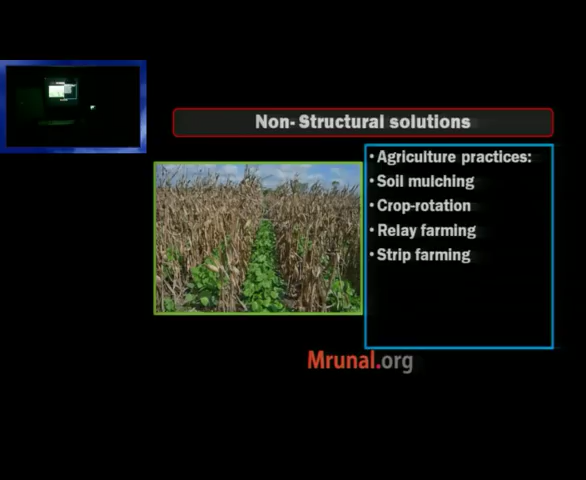 Non- Structural solutions
• Agriculture practices:
• Soil mulching
• Crop-rotation
• Relay farming
• Strip farming
Mrunal.org